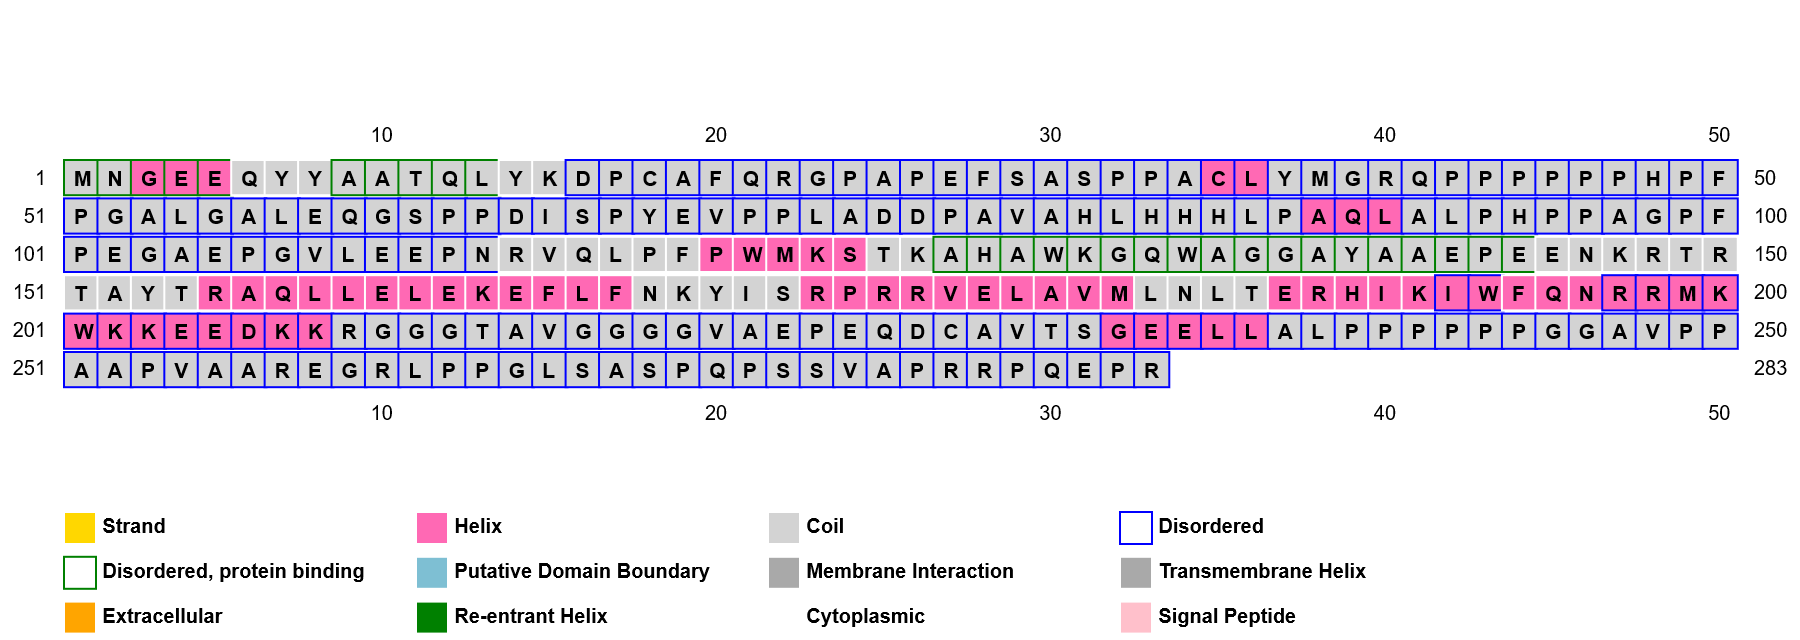 10 20 30 40 50
1 M N G E E Q Y Y A A T Q L Y K D P C A F Q R G P A P E F S A S P P A C L Y M G R Q P P P P P P H P F 50
51 P G A L G A L E Q G S P P D I S P Y E V P P L A D D P A V A H L H H H L P A Q L A L P H P P A G P F 100
101 P E G A E P G V L E E P N R V Q L P F P W M K S T K A H A W K G Q W A G G A Y A A E P E E N K R T R 150
151 T A Y T R A Q L L E L E K E F L F N K Y I S R P R R V E L A V M L N L T E R H I K I W F Q N R R M K 200
201 W K K E E D K K R G G G T A V G G G G V A E P E Q D C A V T S G E E L L A L P P P P P P G G A V P P 250
251 A A P V A A R E G R L P P G L S A S P Q P S S V A P R R P Q E P R 283
10 20 30 40 50
Strand Helix Coil Disordered
Disordered, protein binding Putative Domain Boundary Membrane Interaction Transmembrane Helix
Extracellular Re-entrant Helix Cytoplasmic Signal Peptide